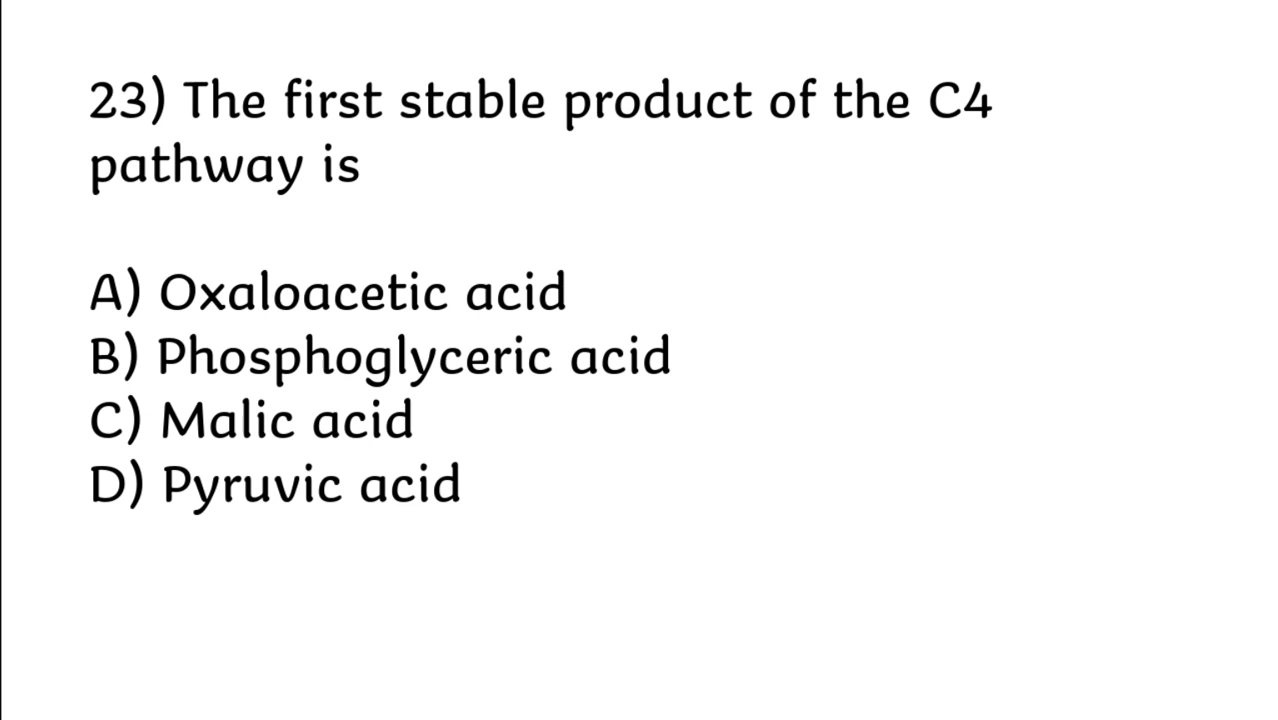 23) The first stable product of the C4
pathway is
A) Oxaloacetic acid
B) Phosphoglyceric acid
C) Malic acid
D) Pyruvic acid